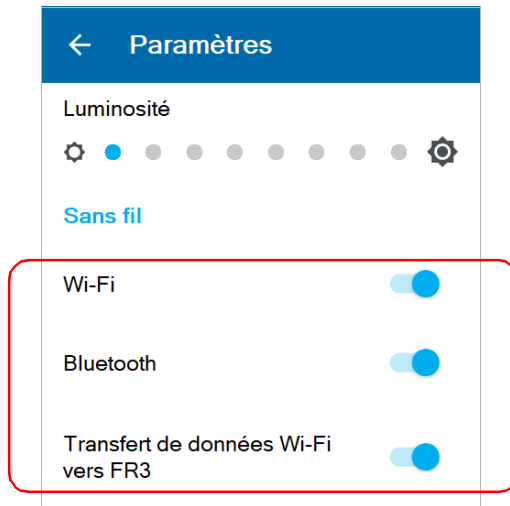 Paramètres
Luminosité
Sans fil
Wi-Fi
Bluetooth
Transfert de données Wi-Fi
vers FR3